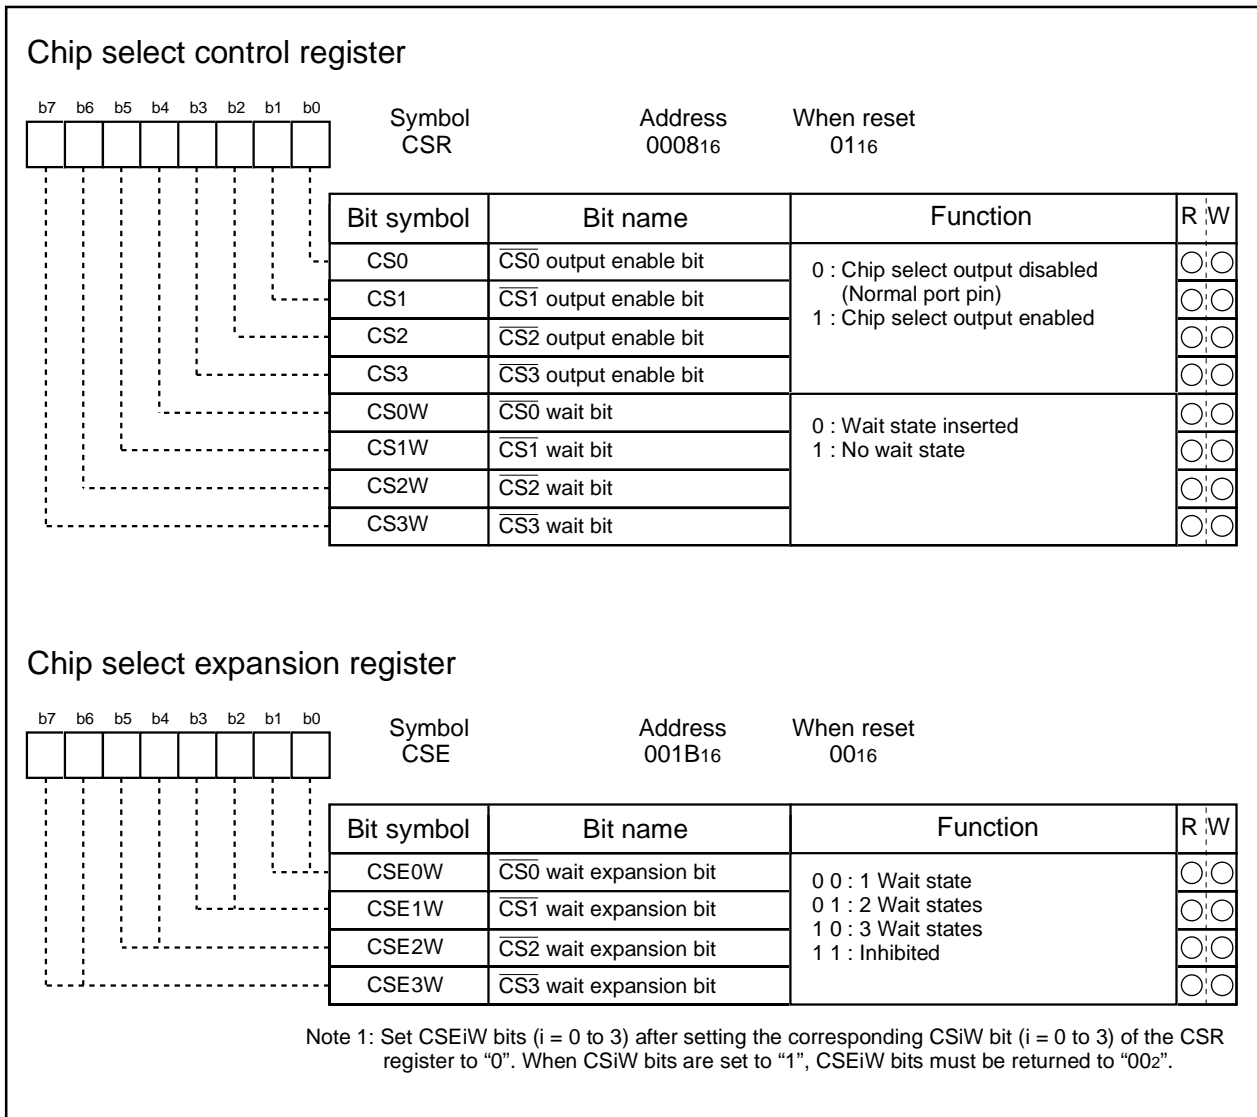 Chip select control register
b7 b6 b5 b4 b3 b2 b1 b0
Symbol Address When reset
CSR 000816 0116
Bit symbol Bit name Function R W
CS0 CS0 output enable bit
CS1 CS1 output enable bit
CS2 CS2 output enable bit
CS3 CS3 output enable bit
0 : Chip select output disabled
(Normal port pin)
1 : Chip select output enabled
CS0W CS0 wait bit
CS1W CS1 wait bit
CS2W CS2 wait bit
CS3W CS3 wait bit
0 : Wait state inserted
1 : No wait state
Chip select expansion register
b7 b6 b5 b4 b3 b2 b1 b0
Symbol Address When reset
CSE 001B16 0016
Bit symbol Bit name Function R W
CSE0W CS0 wait expansion bit
CSE1W CS1 wait expansion bit
CSE2W CS2 wait expansion bit
CSE3W CS3 wait expansion bit
0 0 : 1 Wait state
0 1 : 2 Wait states
1 0 : 3 Wait states
1 1 : Inhibited
Note 1: Set CSEiW bits (i = 0 to 3) after setting the corresponding CSiW bit (i = 0 to 3) of the CSR
register to “0”. When CSiW bits are set to “1”, CSEiW bits must be returned to “002”.